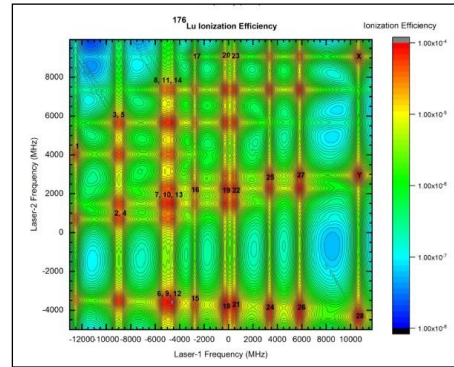 176Lu Ionization Efficiency
Ionization Efficiency
1.00x10-4
1.00x10-5
1.00x10-6
1.00x10-7
1.00x10-8
8000
6000
4000
2000
0
-2000
-4000
Laser-2 Frequency (MHz)
17 20 23 X
8, 11, 14
3, 5
1
25 27 Y
16 19 22
7, 10, 13
2, 4
6, 9, 12
15 18 21 24 26 28
-12000 -10000 -8000 -6000 -4000 -2000 0 2000 4000 6000 8000 10000
Laser-1 Frequency (MHz)